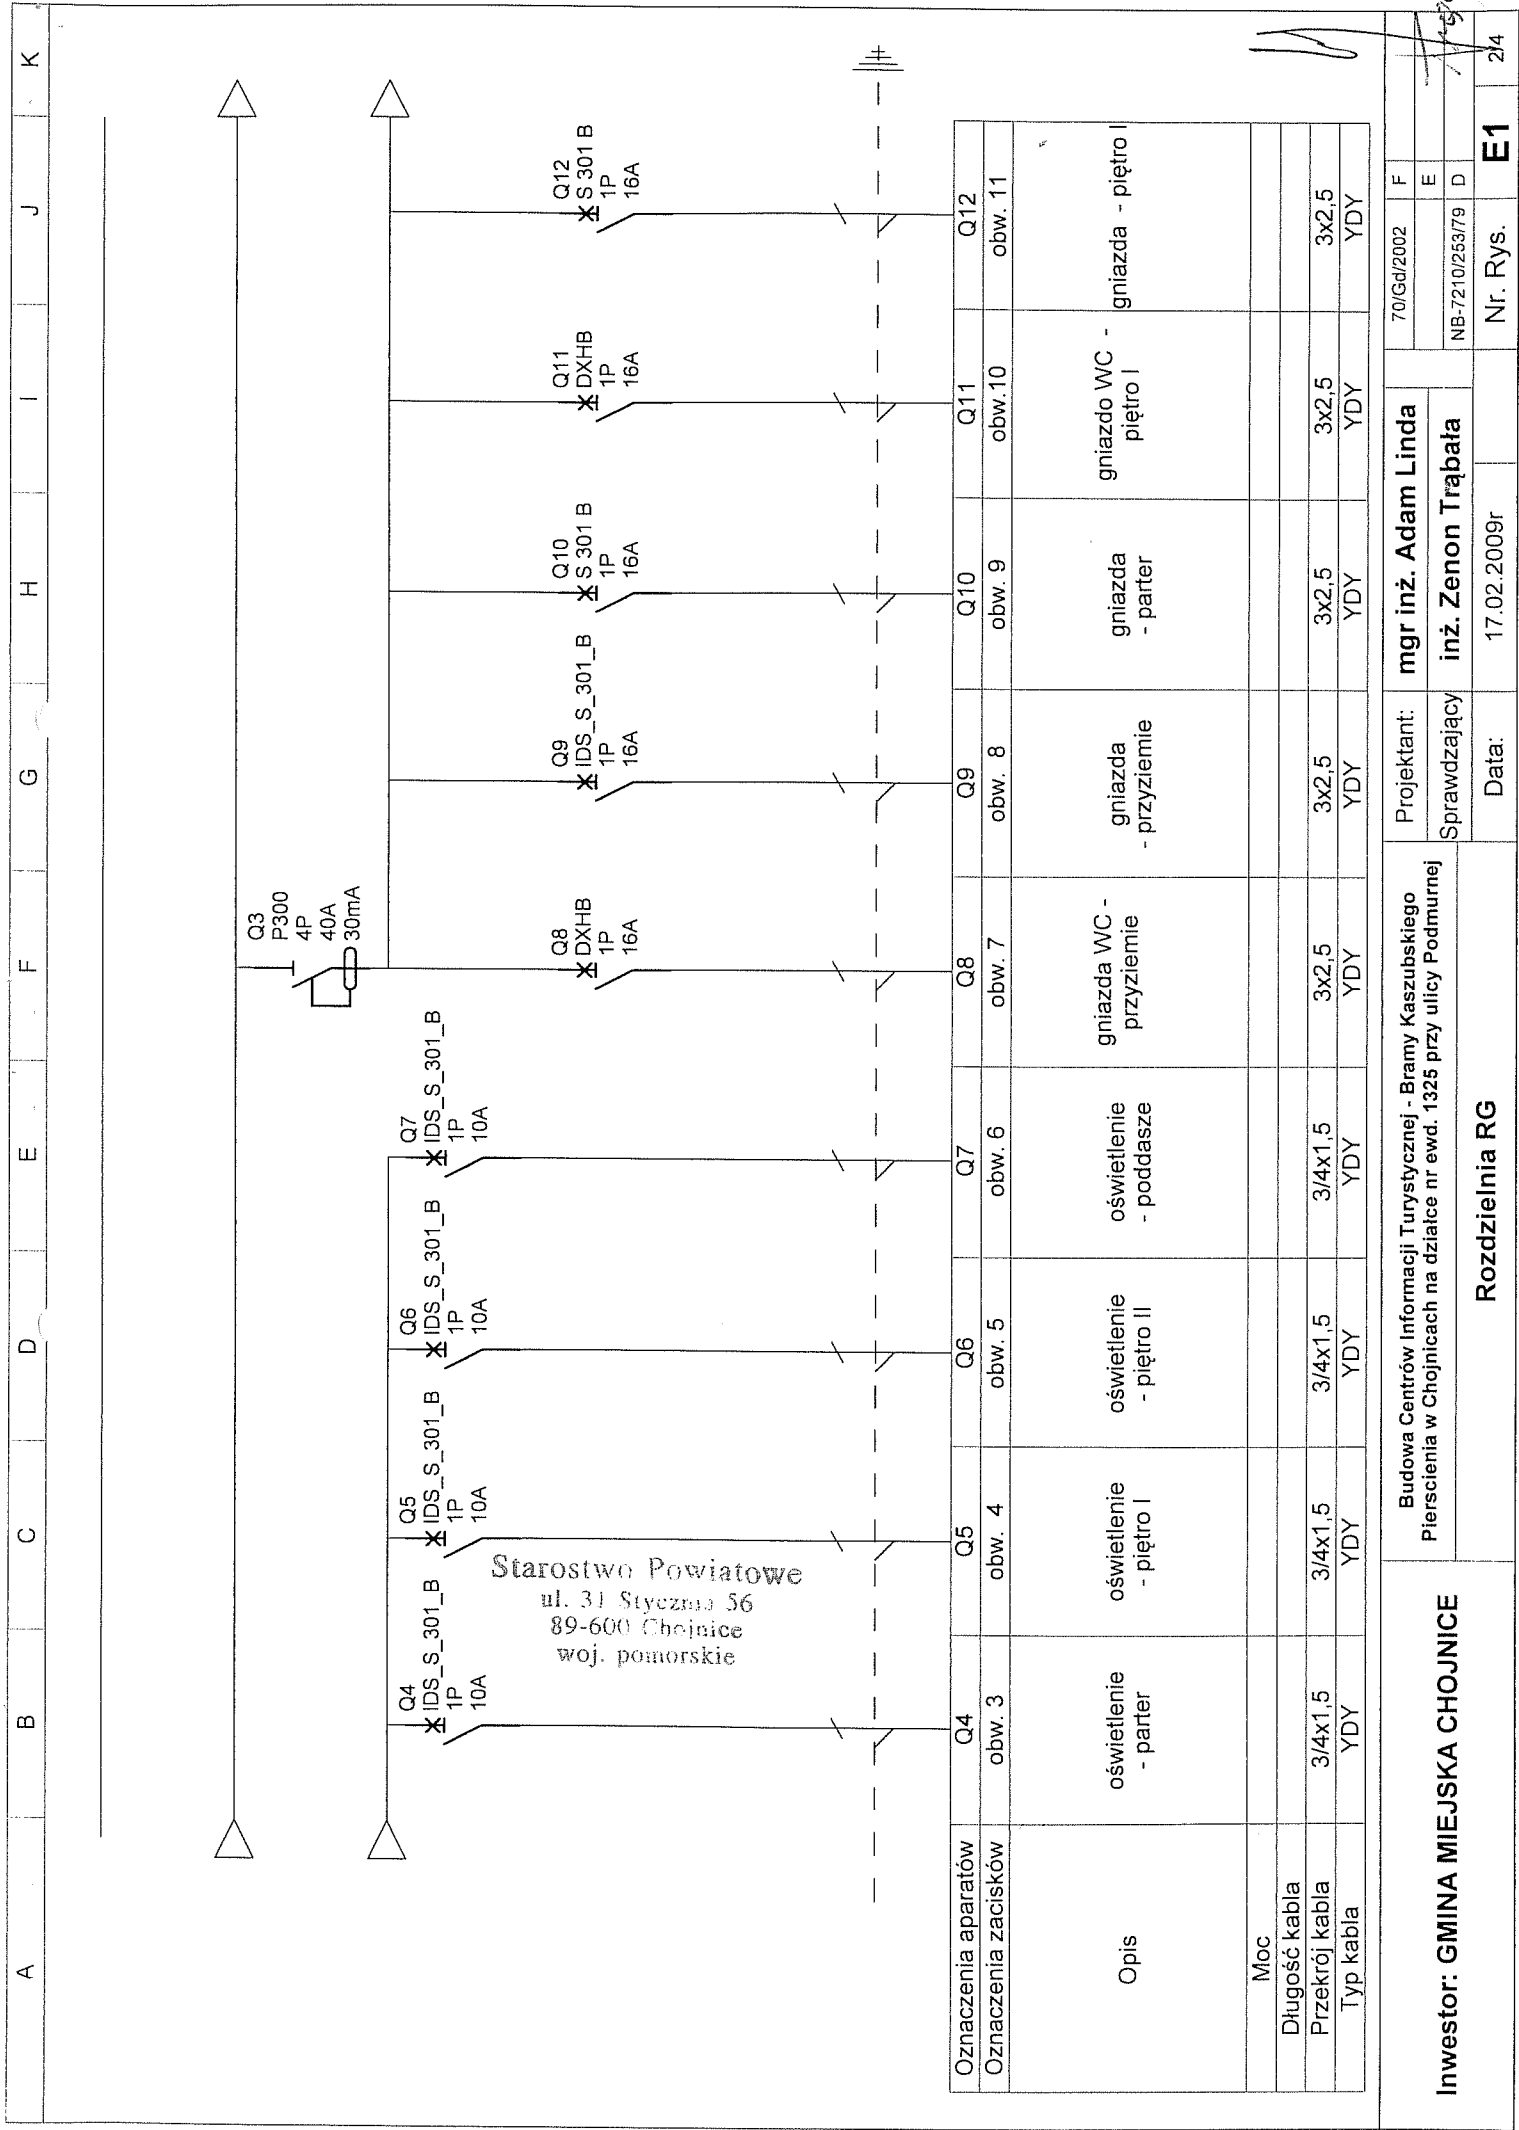 A B C D E F G H I J K
Q3
P300
4P
40A
30mA
Q4
IDS_S_301_B
1P
10A
Q5
IDS_S_301_B
1P
10A
Q6
IDS_S_301_B
1P
10A
Q7
IDS_S_301_B
1P
10A
Q8
DXHB
1P
16A
Q9
IDS_S_301_B
1P
16A
Q10
S 301 B
1P
16A
Q11
DXHB
1P
16A
Q12
S 301 B
1P
16A
Starostwo Powiatowe
ul. 31 Stycznia 56
89-600 Chojnice
woj. pomorskie
Oznaczenia aparatów Q4 Q5 Q6 Q7 Q8 Q9 Q10 Q11 Q12
Oznaczenia zacisków obw. 3 obw. 4 obw. 5 obw. 6 obw. 7 obw. 8 obw. 9 obw.10 obw. 11
Opis
oświetlenie
- parter
oświetlenie
- piętro I
oświetlenie
- piętro II
oświetlenie
- poddasze
gniazda WC -
przyziemie
gniazda
- przyziemie
gniazda
- parter
gniazdo WC -
piętro I
gniazda - piętro I
Moc
Długość kabla
Przekrój kabla 3/4x1,5 3/4x1,5 3/4x1,5 3/4x1,5 3x2,5 3x2,5 3x2,5 3x2,5 3x2,5
Typ kabla YDY YDY YDY YDY YDY YDY YDY YDY YDY
Inwestor: GMINA MIEJSKA CHOJNICE
Budowa Centrów Informacji Turystycznej - Bramy Kaszubskiego
Pierscienia w Chojnicach na działce nr ewd. 1325 przy ulicy Podmurnej
Rozdzielnia RG
Projektant: mgr inż. Adam Linda 70/Gd/2002 F
E
Sprawdzający inż. Zenon Trąbała NB-7210/253/79 D
Data: 17.02.2009r Nr. Rys. E1 2/4